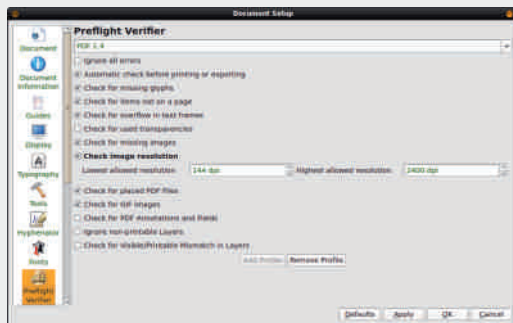 Document Setup
Document
Document
Information
Guides
Display
Typography
Tools
Hyphenator
Fonts
Preflight
Verifier
Preflight Verifier
PDF 1.4
Ignore all errors
Automatic check before printing or exporting
Check for missing glyphs
Check for items not on a page
Check for overflow in text frames
Check for used transparencies
Check for missing images
Check image resolution
Lowest allowed resolution: 144 dpi Highest allowed resolution: 2400 dpi
Check for placed PDF files
Check for GIF images
Check for PDF Annotations and Fields
Ignore non-printable Layers
Check for Visible/Printable Mismatch in Layers
Add Profile Remove Profile
Defaults Apply OK Cancel